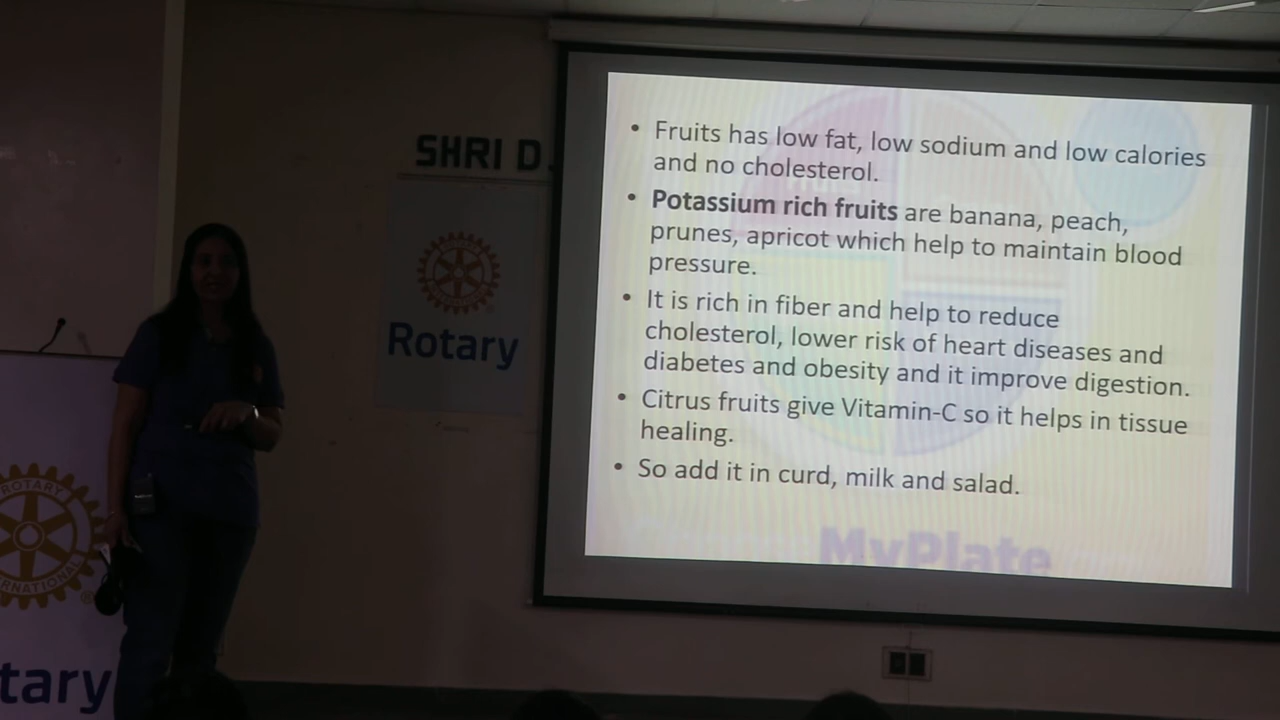 SHRI D.
Rotary
• Fruits has low fat, low sodium and low calories
and no cholesterol.
• Potassium rich fruits are banana, peach,
prunes, apricot which help to maintain blood
pressure.
• It is rich in fiber and help to reduce
cholesterol, lower risk of heart diseases and
diabetes and obesity and it improve digestion.
• Citrus fruits give Vitamin-C so it helps in tissue
healing.
• So add it in curd, milk and salad.
MyPlate
ROTARY
RNATIONAL
tary